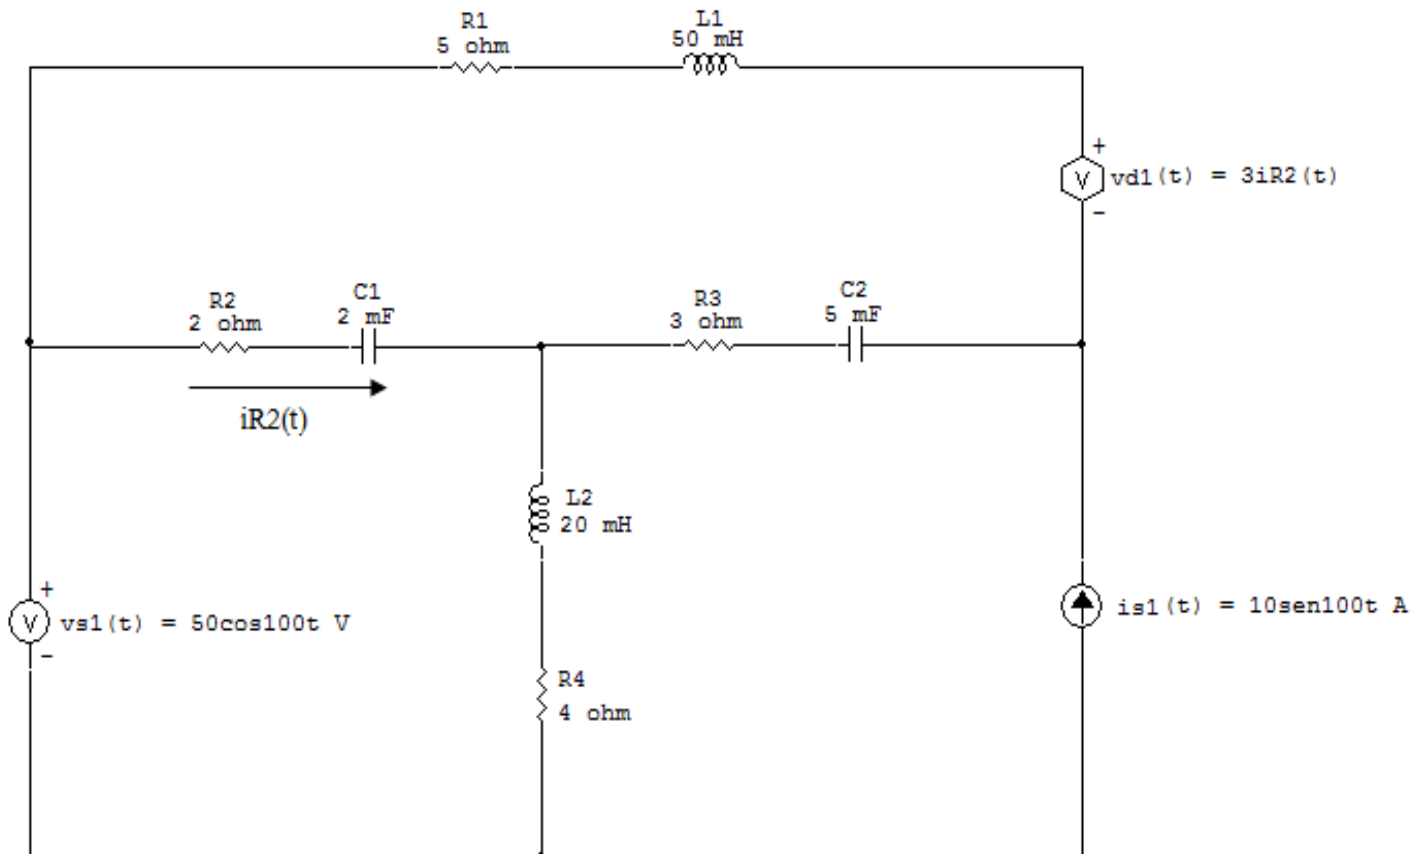 R1
5 ohm
L1
50 mH
+
V
vd1(t) = 3iR2(t)
-
R2
2 ohm
C1
2 mF
R3
3 ohm
C2
5 mF
iR2(t)
L2
20 mH
+
V
vs1(t) = 50cos100t V
-
is1(t) = 10sen100t A
R4
4 ohm